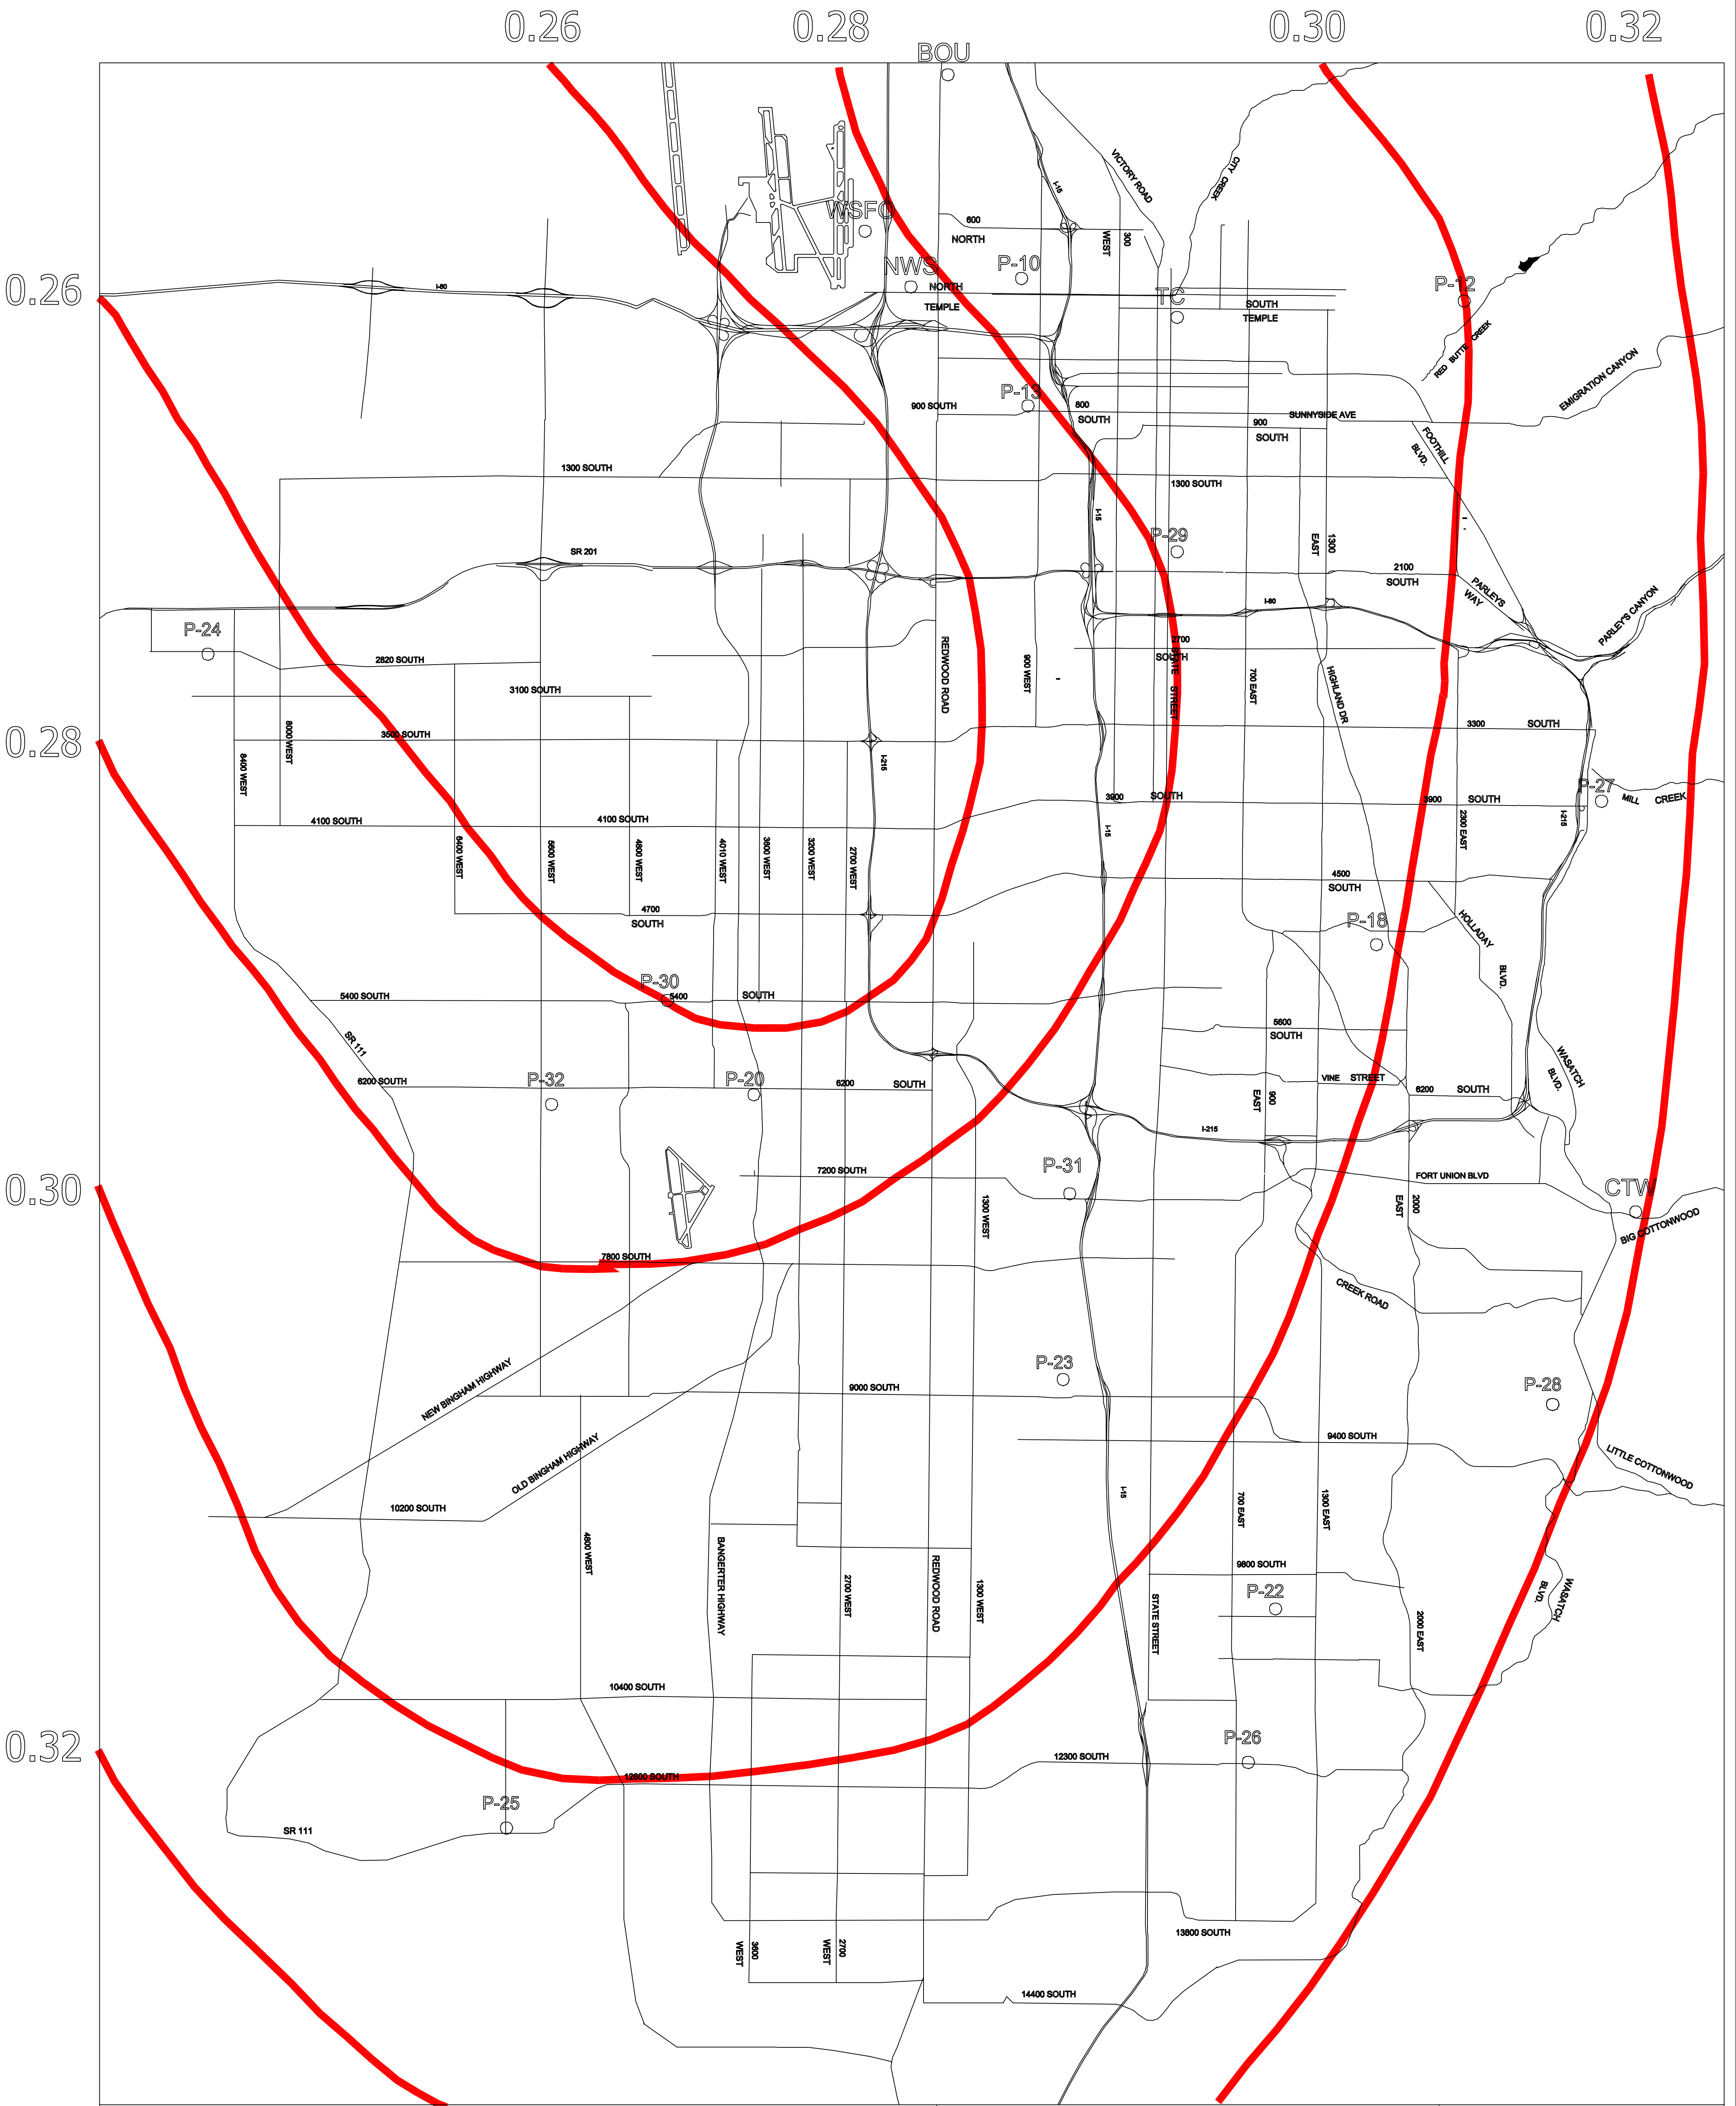 0.26
0.28
0.30
0.32
BOU
VICTORY ROAD
CITY CREEK
I-15
WSFO
600
NORTH
WEST
300
0.26
I-80
NWS
P-10
NORTH
TEMPLE
TC
SOUTH
TEMPLE
P-12
RED BUTTE CREEK
EMIGRATION CANYON
P-13
900 SOUTH
800
SOUTH
SUNNYSIDE AVE
900
SOUTH
FOOTHILL
BLVD.
1300 SOUTH
1300 SOUTH
I-15
P-29
EAST
1300
SR 201
2100
SOUTH
PARLEYS
WAY
I-80
PARLEY'S CANYON
P-24
2820 SOUTH
REDWOOD ROAD
900 WEST
2700
SOUTH
STATE STREET
700 EAST
HIGHLAND DR
3100 SOUTH
0.28
8000 WEST
8400 WEST
3500 SOUTH
I-215
3300 SOUTH
P-27
MILL CREEK
3900 SOUTH
3900 SOUTH
I-215
2300 EAST
4100 SOUTH
4100 SOUTH
I-15
6400 WEST
5600 WEST
4800 WEST
4010 WEST
3600 WEST
3200 WEST
2700 WEST
4500
SOUTH
4700
SOUTH
P-18
HOLLADAY
BLVD.
P-30
5400 SOUTH
5400 SOUTH
SR 111
5600
SOUTH
WASATCH
BLVD.
6200 SOUTH
P-32
P-20
6200 SOUTH
VINE STREET
6200 SOUTH
EAST
900
I-215
0.30
7200 SOUTH
P-31
FORT UNION BLVD
CTW
1300 WEST
EAST
2000
BIG COTTONWOOD
7800 SOUTH
CREEK ROAD
NEW BINGHAM HIGHWAY
9000 SOUTH
P-23
P-28
OLD BINGHAM HIGHWAY
9400 SOUTH
LITTLE COTTONWOOD
10200 SOUTH
I-15
700 EAST
1300 EAST
4800 WEST
BANGERTER HIGHWAY
2700 WEST
REDWOOD ROAD
1300 WEST
9800 SOUTH
P-22
STATE STREET
2000 EAST
WASATCH
BLVD.
10400 SOUTH
0.32
P-26
12300 SOUTH
12600 SOUTH
P-25
SR 111
13800 SOUTH
WEST
3600
WEST
2700
14400 SOUTH